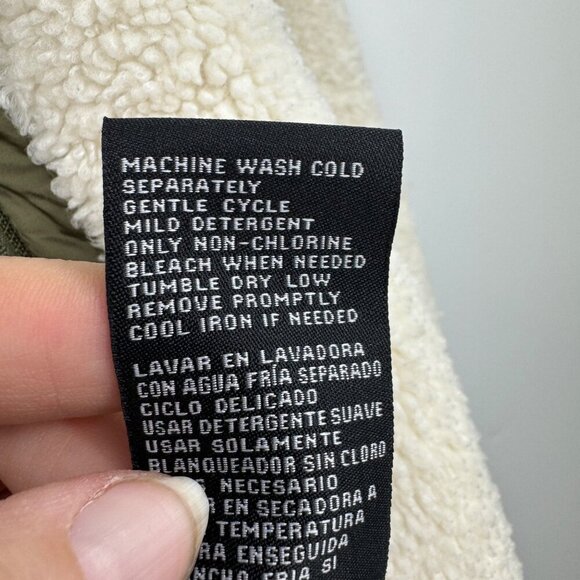 MACHINE WASH COLD
SEPARATELY
GENTLE CYCLE
MILD DETERGENT
ONLY NON-CHLORINE
BLEACH WHEN NEEDED
TUMBLE DRY LOW
REMOVE PROMPTLY
COOL IRON IF NEEDED
LAVAR EN LAVADORA
CON AGUA FRÍA SEPARADO
CICLO DELICADO
USAR DETERGENTE SUAVE
USAR SOLAMENTE
BLANQUEADOR SIN CLORO
NECESARIO
EN SECADORA A
TEMPERATURA
ENSEGUIDA
FRÍA SI